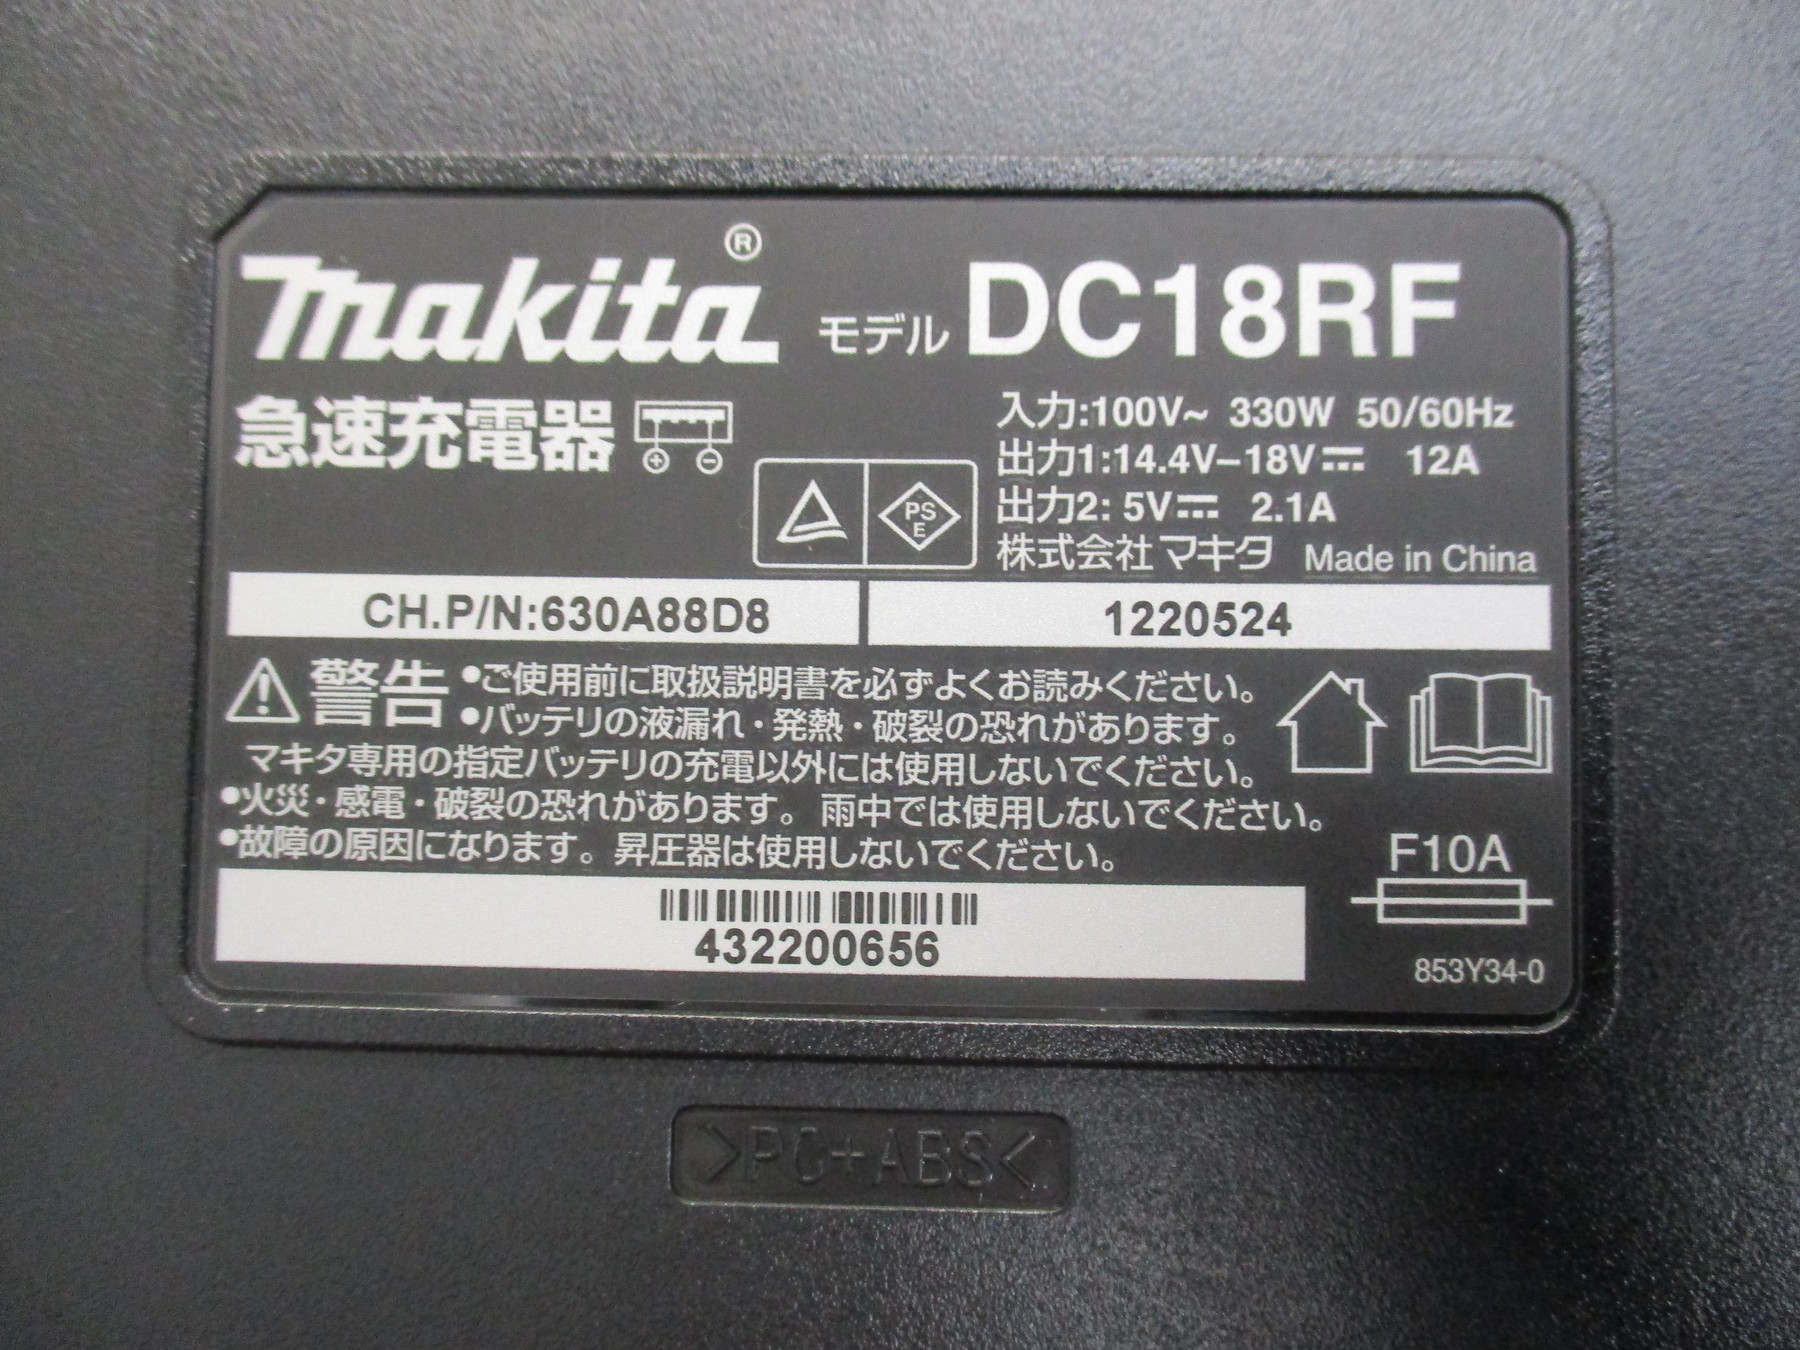 makita®
モデル DC18RF
急速充電器
入力:100V~ 330W 50/60Hz
出力1:14.4V–18V⎓ 12A
出力2: 5V⎓ 2.1A
PS
E
株式会社マキタ Made in China
CH.P/N:630A88D8
1220524
警告 •ご使用前に取扱説明書を必ずよくお読みください。
•バッテリの液漏れ・発熱・破裂の恐れがあります。
マキタ専用の指定バッテリの充電以外には使用しないでください。
•火災・感電・破裂の恐れがあります。雨中では使用しないでください。
•故障の原因になります。昇圧器は使用しないでください。
F10A
432200656
853Y34-0
>PC+ABS<